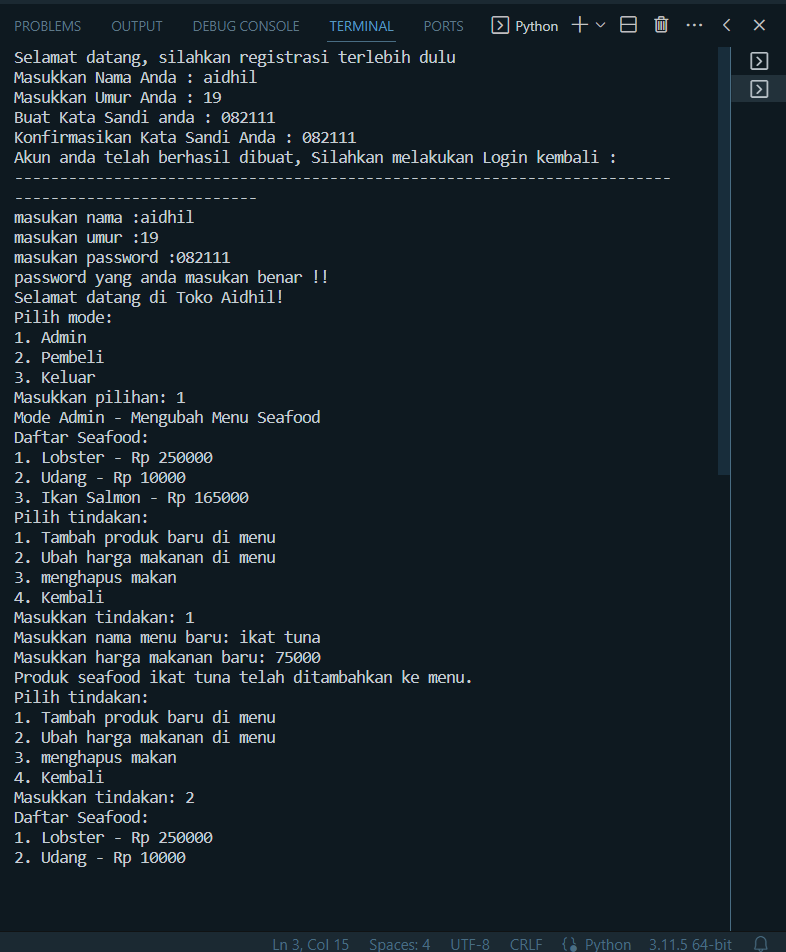 PROBLEMS OUTPUT DEBUG CONSOLE TERMINAL PORTS Python
Selamat datang, silahkan registrasi terlebih dulu
Masukkan Nama Anda : aidhil
Masukkan Umur Anda : 19
Buat Kata Sandi anda : 082111
Konfirmasikan Kata Sandi Anda : 082111
Akun anda telah berhasil dibuat, Silahkan melakukan Login kembali :
-------------------------------------------------------------------------
---------------------------
masukan nama :aidhil
masukan umur :19
masukan password :082111
password yang anda masukan benar !!
Selamat datang di Toko Aidhil!
Pilih mode:
1. Admin
2. Pembeli
3. Keluar
Masukkan pilihan: 1
Mode Admin - Mengubah Menu Seafood
Daftar Seafood:
1. Lobster - Rp 250000
2. Udang - Rp 10000
3. Ikan Salmon - Rp 165000
Pilih tindakan:
1. Tambah produk baru di menu
2. Ubah harga makanan di menu
3. menghapus makan
4. Kembali
Masukkan tindakan: 1
Masukkan nama menu baru: ikat tuna
Masukkan harga makanan baru: 75000
Produk seafood ikat tuna telah ditambahkan ke menu.
Pilih tindakan:
1. Tambah produk baru di menu
2. Ubah harga makanan di menu
3. menghapus makan
4. Kembali
Masukkan tindakan: 2
Daftar Seafood:
1. Lobster - Rp 250000
2. Udang - Rp 10000
Ln 3, Col 15 Spaces: 4 UTF-8 CRLF Python 3.11.5 64-bit